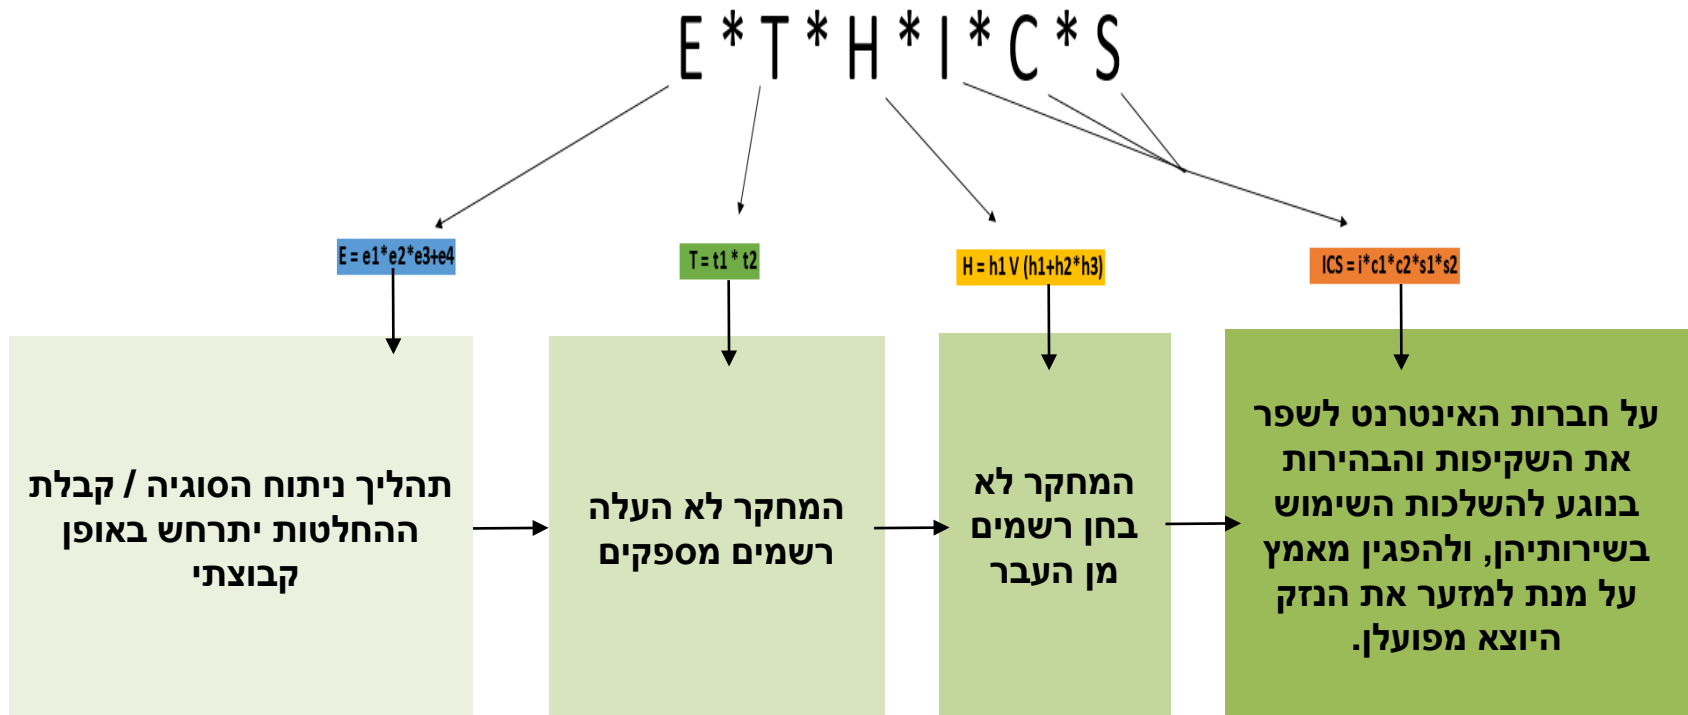 E * T * H * I * C * S
E = e1*e2*e3+e4
T = t1 * t2
H = h1 V (h1+h2*h3)
ICS = i*c1*c2*s1*s2
תהליך ניתוח הסוגיה / קבלת
ההחלטות יתרחש באופן
קבוצתי
המחקר לא העלה
רשמים מספקים
המחקר לא
בחן רשמים
מן העבר
על חברות האינטרנט לשפר
את השקיפות והבהירות
בנוגע להשלכות השימוש
בשירותיהן, ולהפגין מאמץ
על מנת למזער את הנזק
היוצא מפועלן.